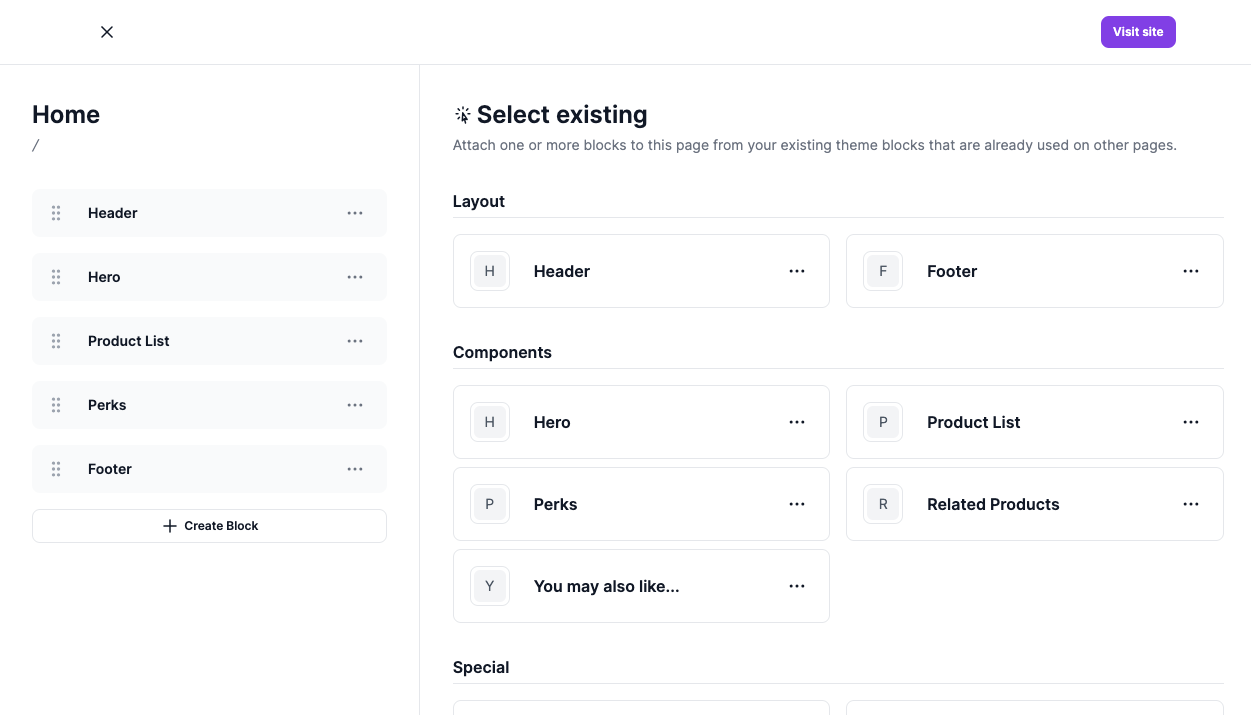 Visit site
Home
/
Header
Hero
Product List
Perks
Footer
Create Block
Select existing
Attach one or more blocks to this page from your existing theme blocks that are already used on other pages.
Layout
H Header
F Footer
Components
H Hero
P Product List
P Perks
R Related Products
Y You may also like...
Special